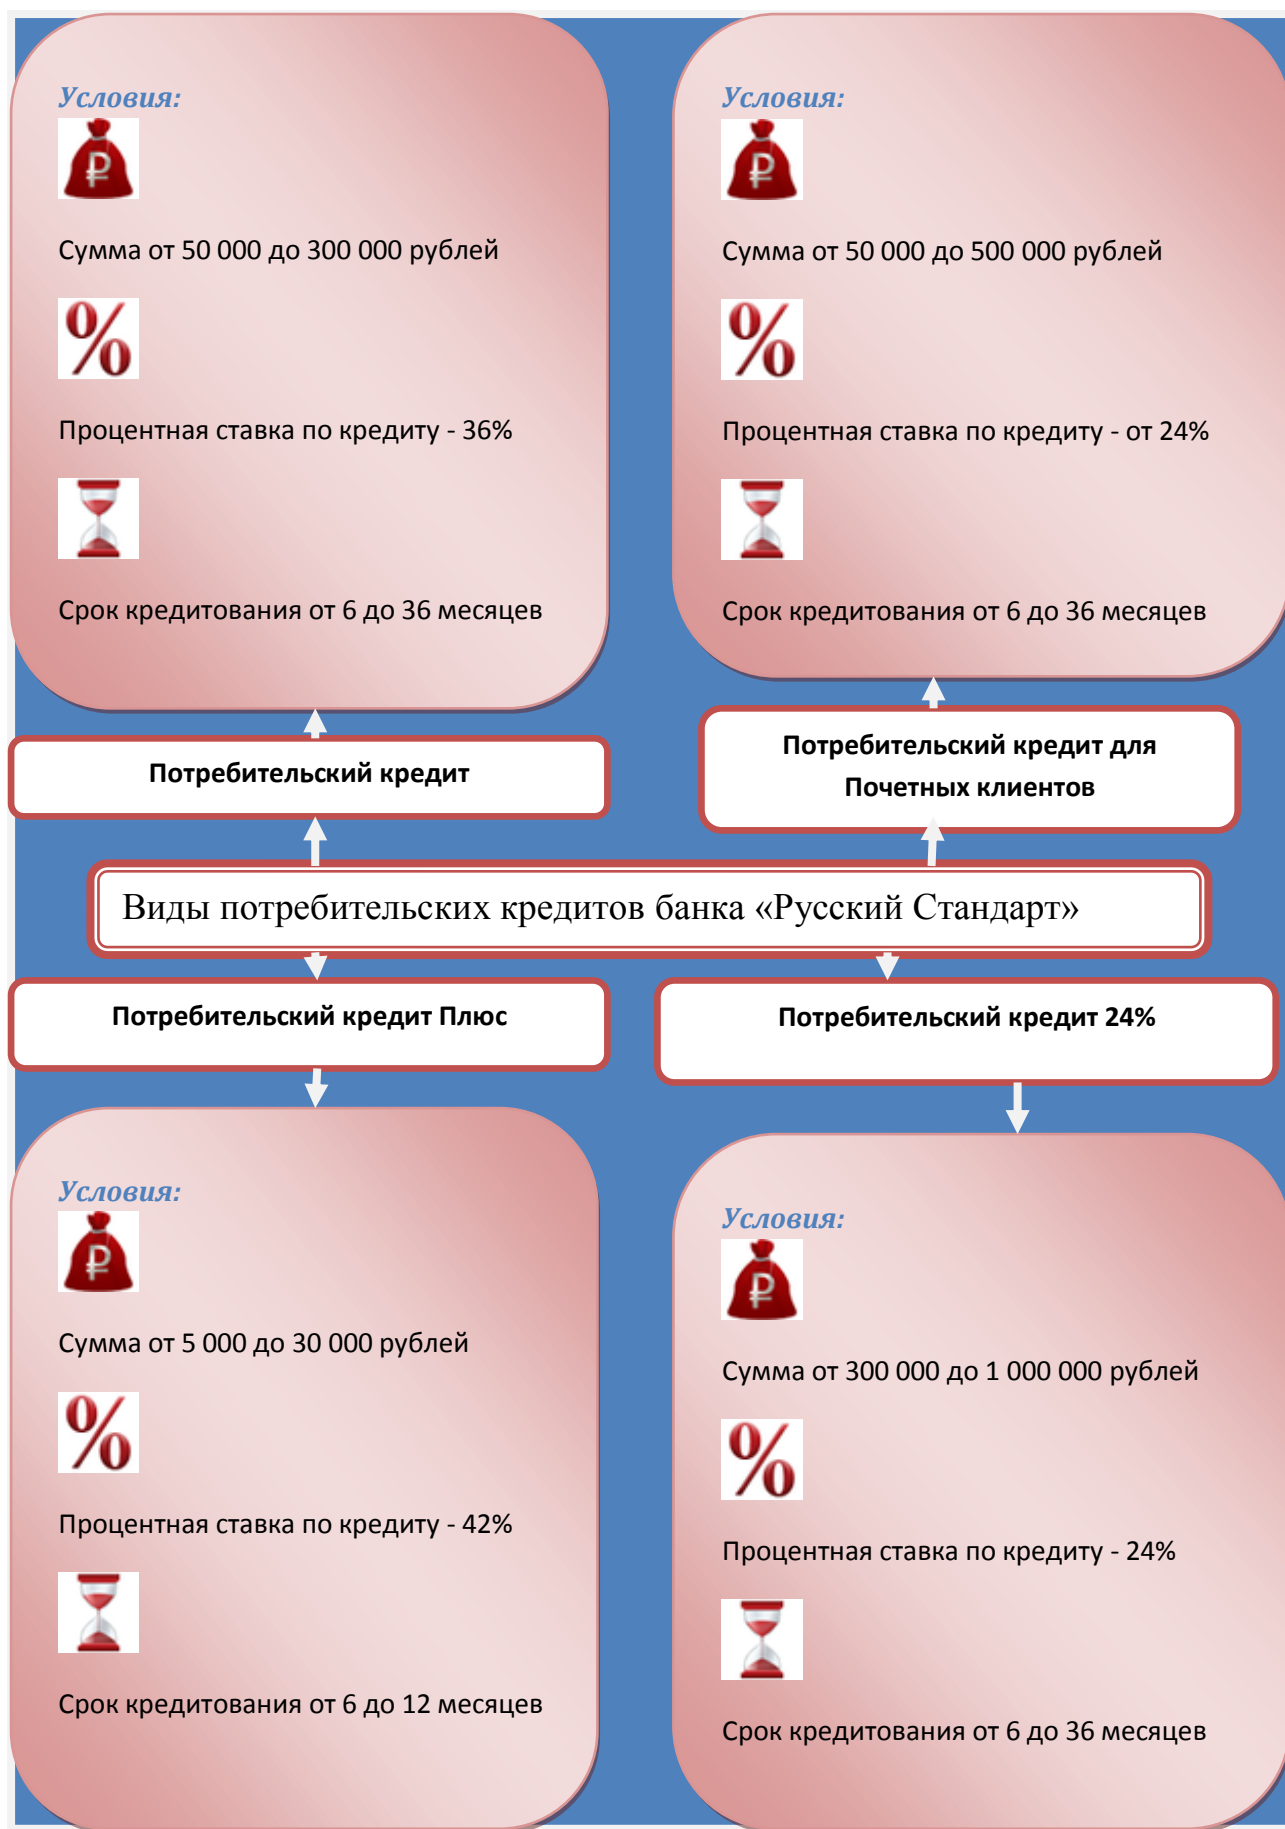 Условия:
₽
Сумма от 50 000 до 300 000 рублей
%
Процентная ставка по кредиту - 36%
Срок кредитования от 6 до 36 месяцев
Условия:
₽
Сумма от 50 000 до 500 000 рублей
%
Процентная ставка по кредиту - от 24%
Срок кредитования от 6 до 36 месяцев
Потребительский кредит
Потребительский кредит для
Почетных клиентов
Виды потребительских кредитов банка «Русский Стандарт»
Потребительский кредит Плюс
Потребительский кредит 24%
Условия:
₽
Сумма от 5 000 до 30 000 рублей
%
Процентная ставка по кредиту - 42%
Срок кредитования от 6 до 12 месяцев
Условия:
₽
Сумма от 300 000 до 1 000 000 рублей
%
Процентная ставка по кредиту - 24%
Срок кредитования от 6 до 36 месяцев